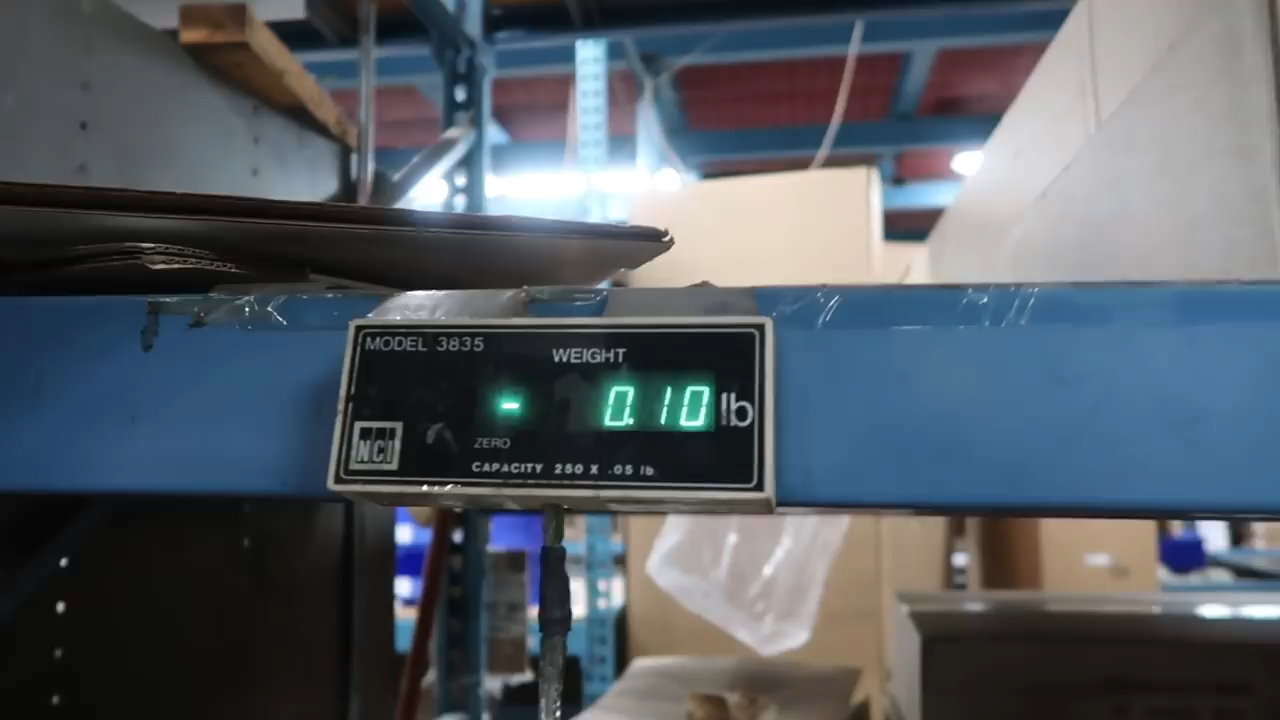 MODEL 3835
WEIGHT
- 0.10 lb
ZERO
NCI
CAPACITY 250 X .05 lb